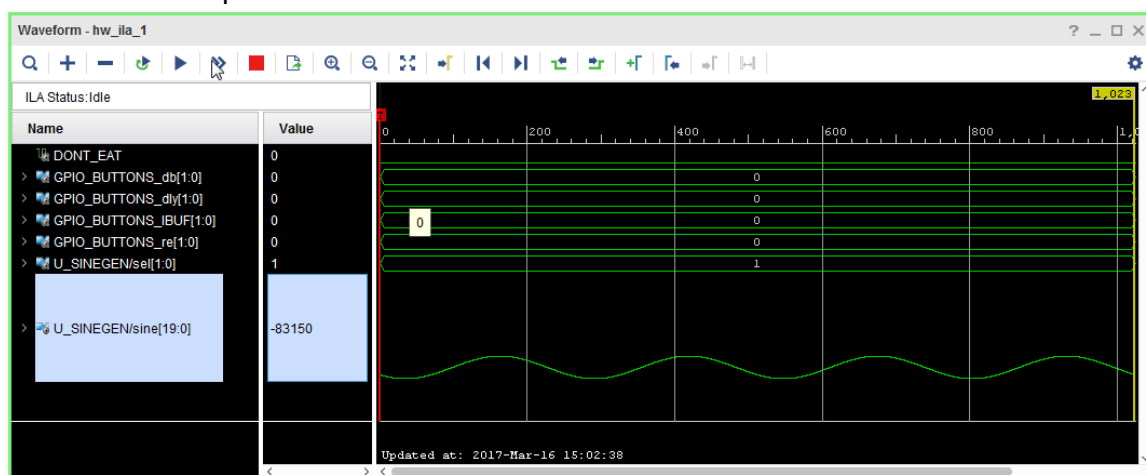 Waveform - hw_ila_1
ILA Status:Idle
1,023
Name Value
0 200 400 600 800
DONT_EAT 0
GPIO_BUTTONS_db[1:0] 0 0
GPIO_BUTTONS_dly[1:0] 0 0
GPIO_BUTTONS_IBUF[1:0] 0 0 0
GPIO_BUTTONS_re[1:0] 0 0
U_SINEGEN/sel[1:0] 1 1
U_SINEGEN/sine[19:0] -83150
Updated at: 2017-Mar-16 15:02:38